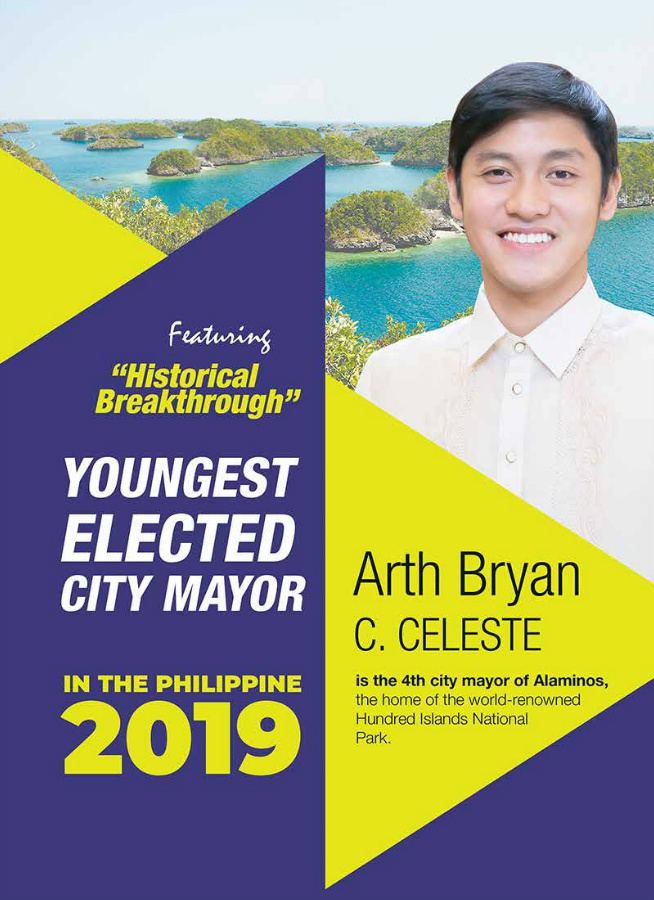 Featuring
“Historical
Breakthrough”
YOUNGEST
ELECTED
CITY MAYOR
IN THE PHILIPPINE
2019
Arth Bryan
C. CELESTE
is the 4th city mayor of Alaminos,
the home of the world-renowned
Hundred Islands National
Park.